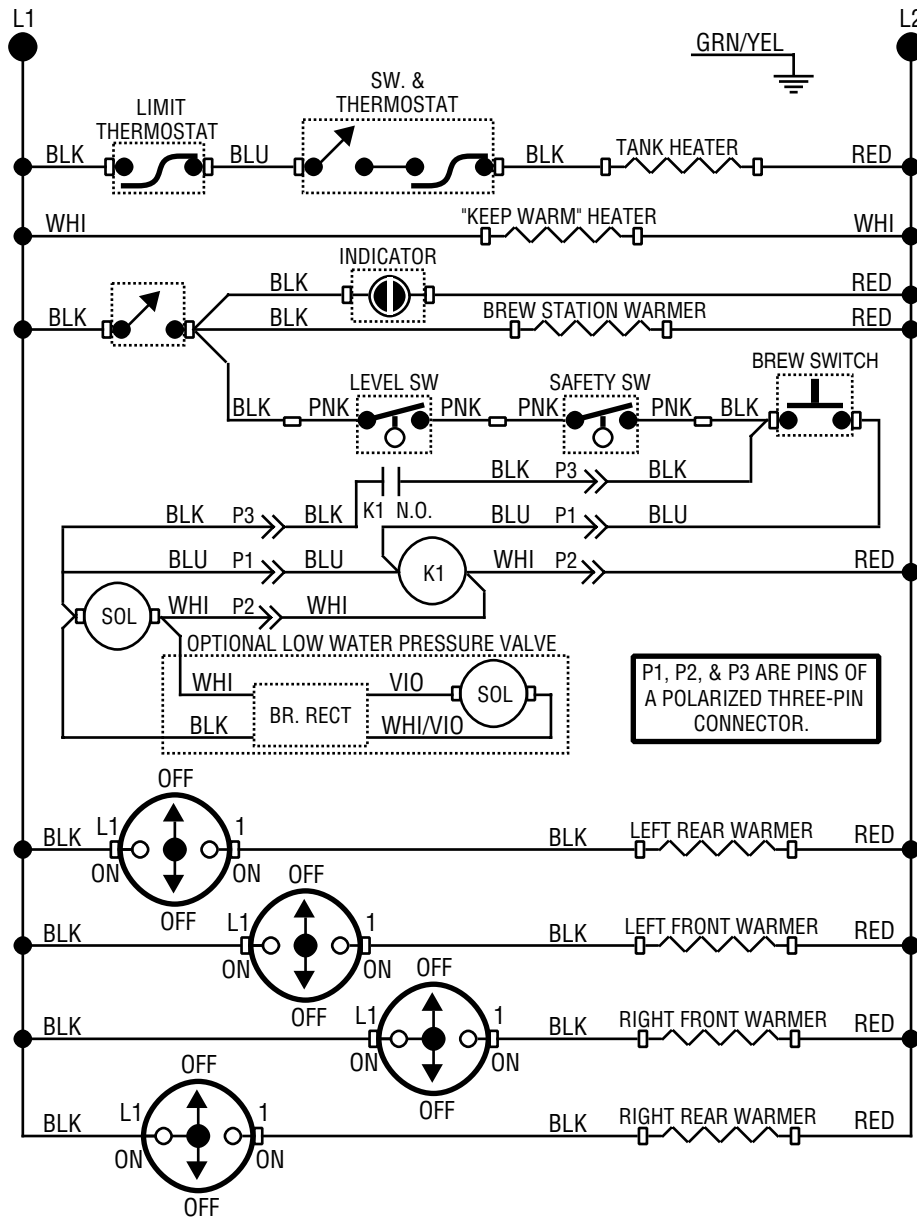 L1
L2
GRN/YEL
SW. &
THERMOSTAT
LIMIT
THERMOSTAT
BLK
BLU
BLK
TANK HEATER
RED
WHI
"KEEP WARM" HEATER
WHI
INDICATOR
BLK
RED
BLK
BLK
BREW STATION WARMER
RED
BREW SWITCH
LEVEL SW
SAFETY SW
BLK
PNK
PNK
PNK
PNK
BLK
BLK
P3
BLK
K1 N.O.
BLK
P3
BLK
BLU
P1
BLU
BLU
P1
BLU
K1
WHI
P2
RED
SOL
WHI
P2
WHI
OPTIONAL LOW WATER PRESSURE VALVE
WHI
BR. RECT
VIO
SOL
BLK
WHI/VIO
P1, P2, & P3 ARE PINS OF
A POLARIZED THREE-PIN
CONNECTOR.
OFF
BLK
L1
1
BLK
LEFT REAR WARMER
RED
ON
ON
OFF
OFF
BLK
L1
1
BLK
LEFT FRONT WARMER
RED
ON
ON
OFF
OFF
BLK
L1
1
BLK
RIGHT FRONT WARMER
RED
ON
ON
OFF
OFF
BLK
L1
1
BLK
RIGHT REAR WARMER
RED
ON
ON
OFF